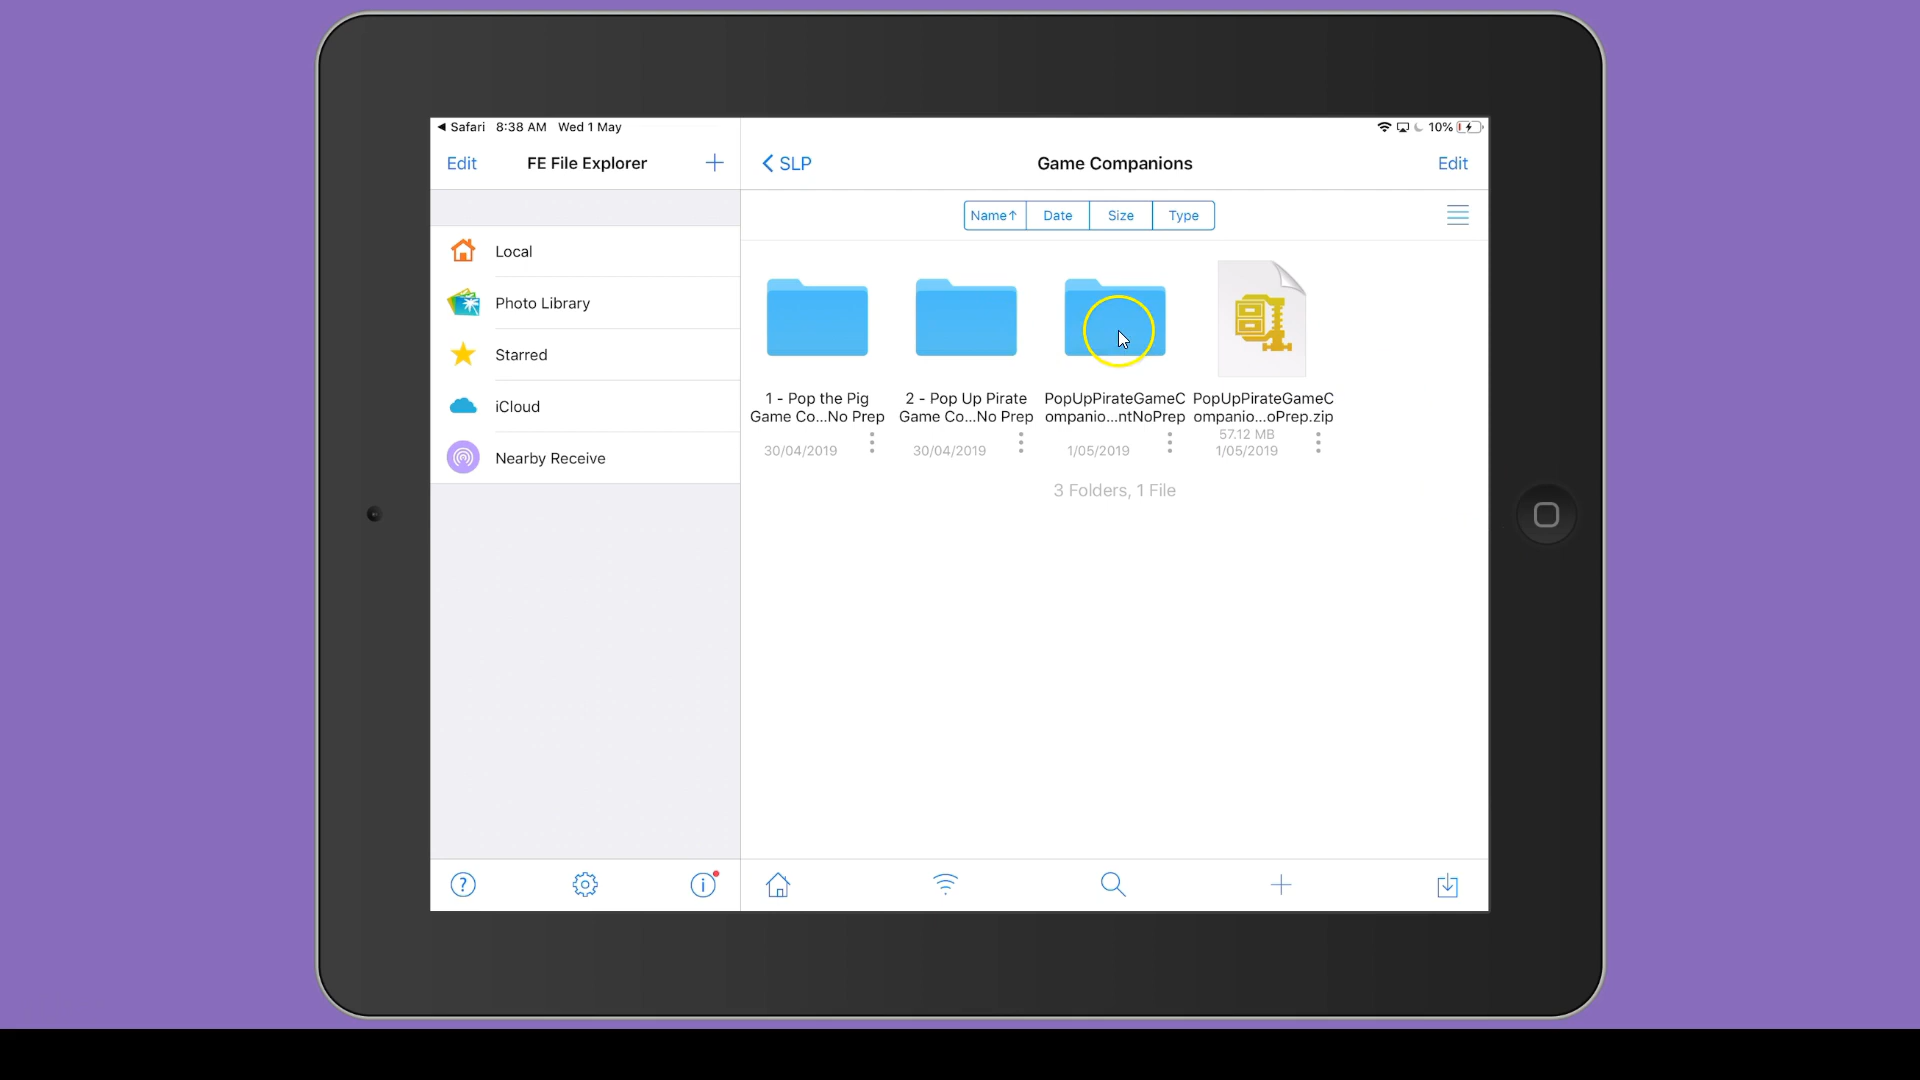 ◀ Safari 8:38 AM Wed 1 May
10%
Edit FE File Explorer +
< SLP Game Companions Edit
Name↑ Date Size Type
Local
Photo Library
Starred
iCloud
Nearby Receive
1 - Pop the Pig
Game Co...No Prep
30/04/2019
2 - Pop Up Pirate
Game Co...No Prep
30/04/2019
PopUpPirateGameC
ompanio...ntNoPrep
1/05/2019
PopUpPirateGameC
ompanio...oPrep.zip
57.12 MB
1/05/2019
3 Folders, 1 File